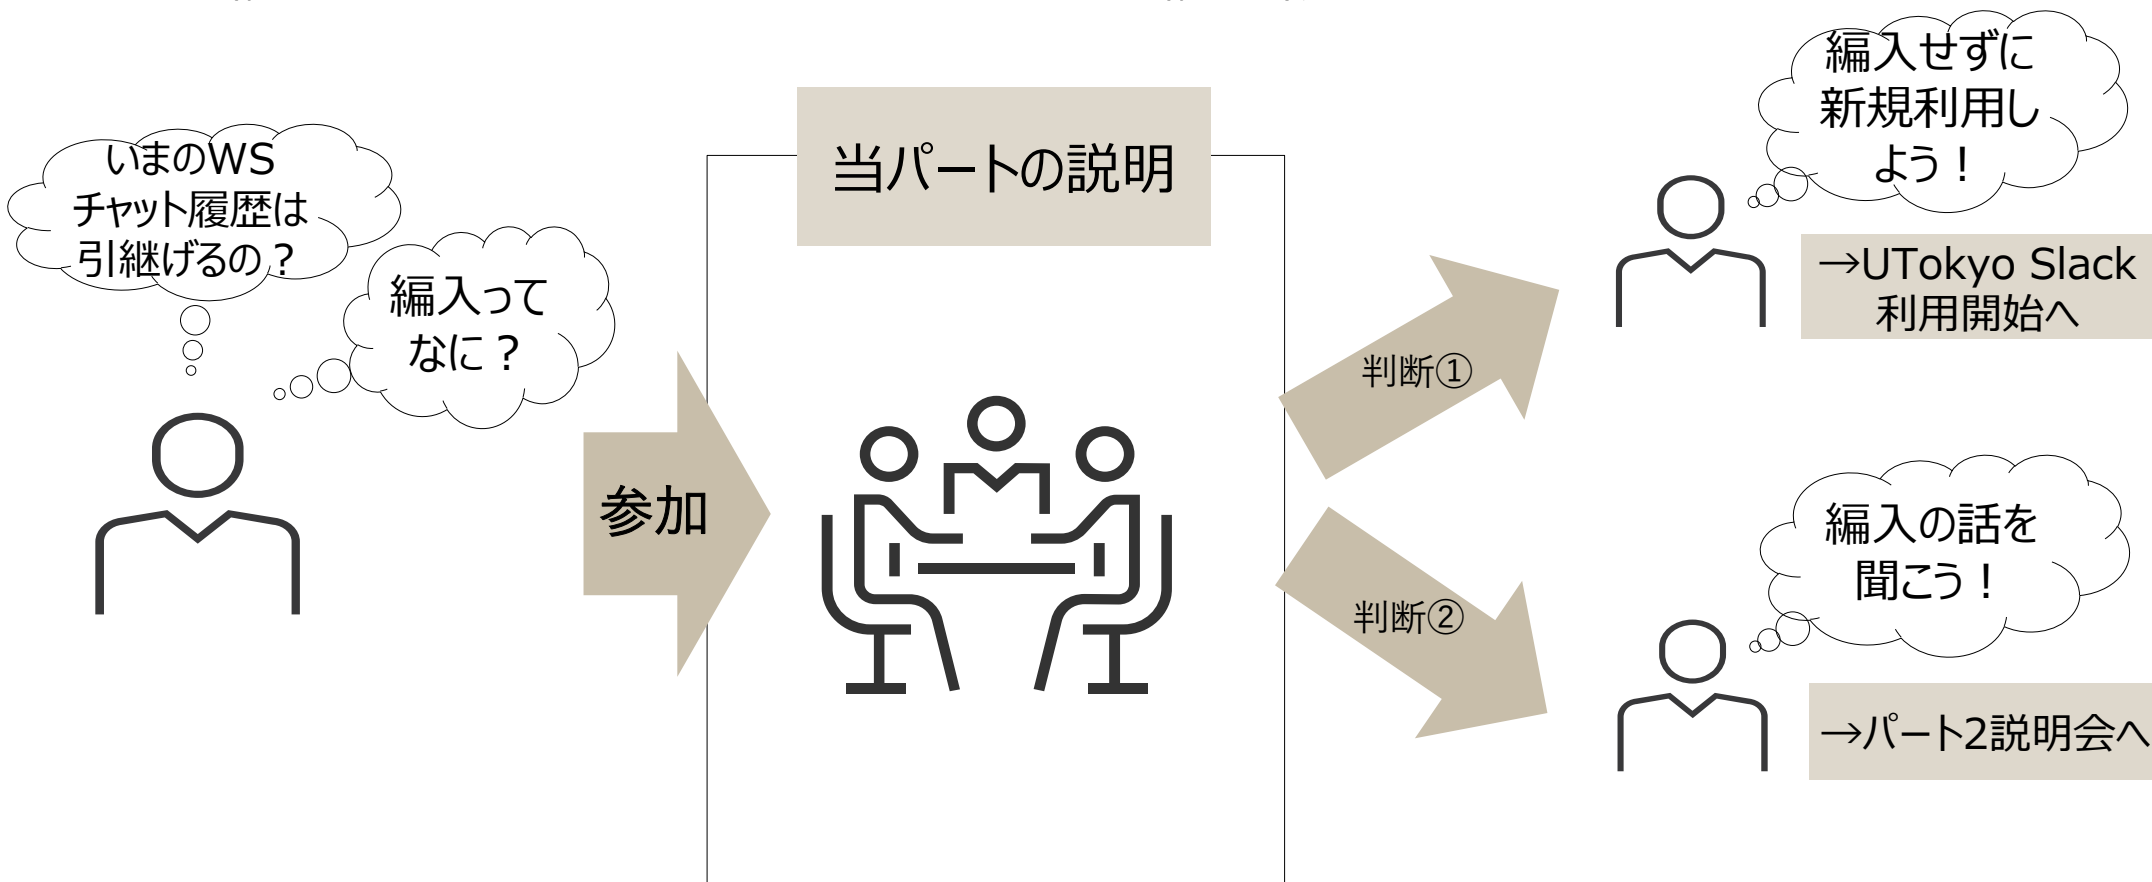 いまのWS
チャット履歴は
引継げるの？
編入って
なに？
参加
当パートの説明
判断①
判断②
編入せずに
新規利用し
よう！
→UTokyo Slack
利用開始へ
編入の話を
聞こう！
→パート2説明会へ